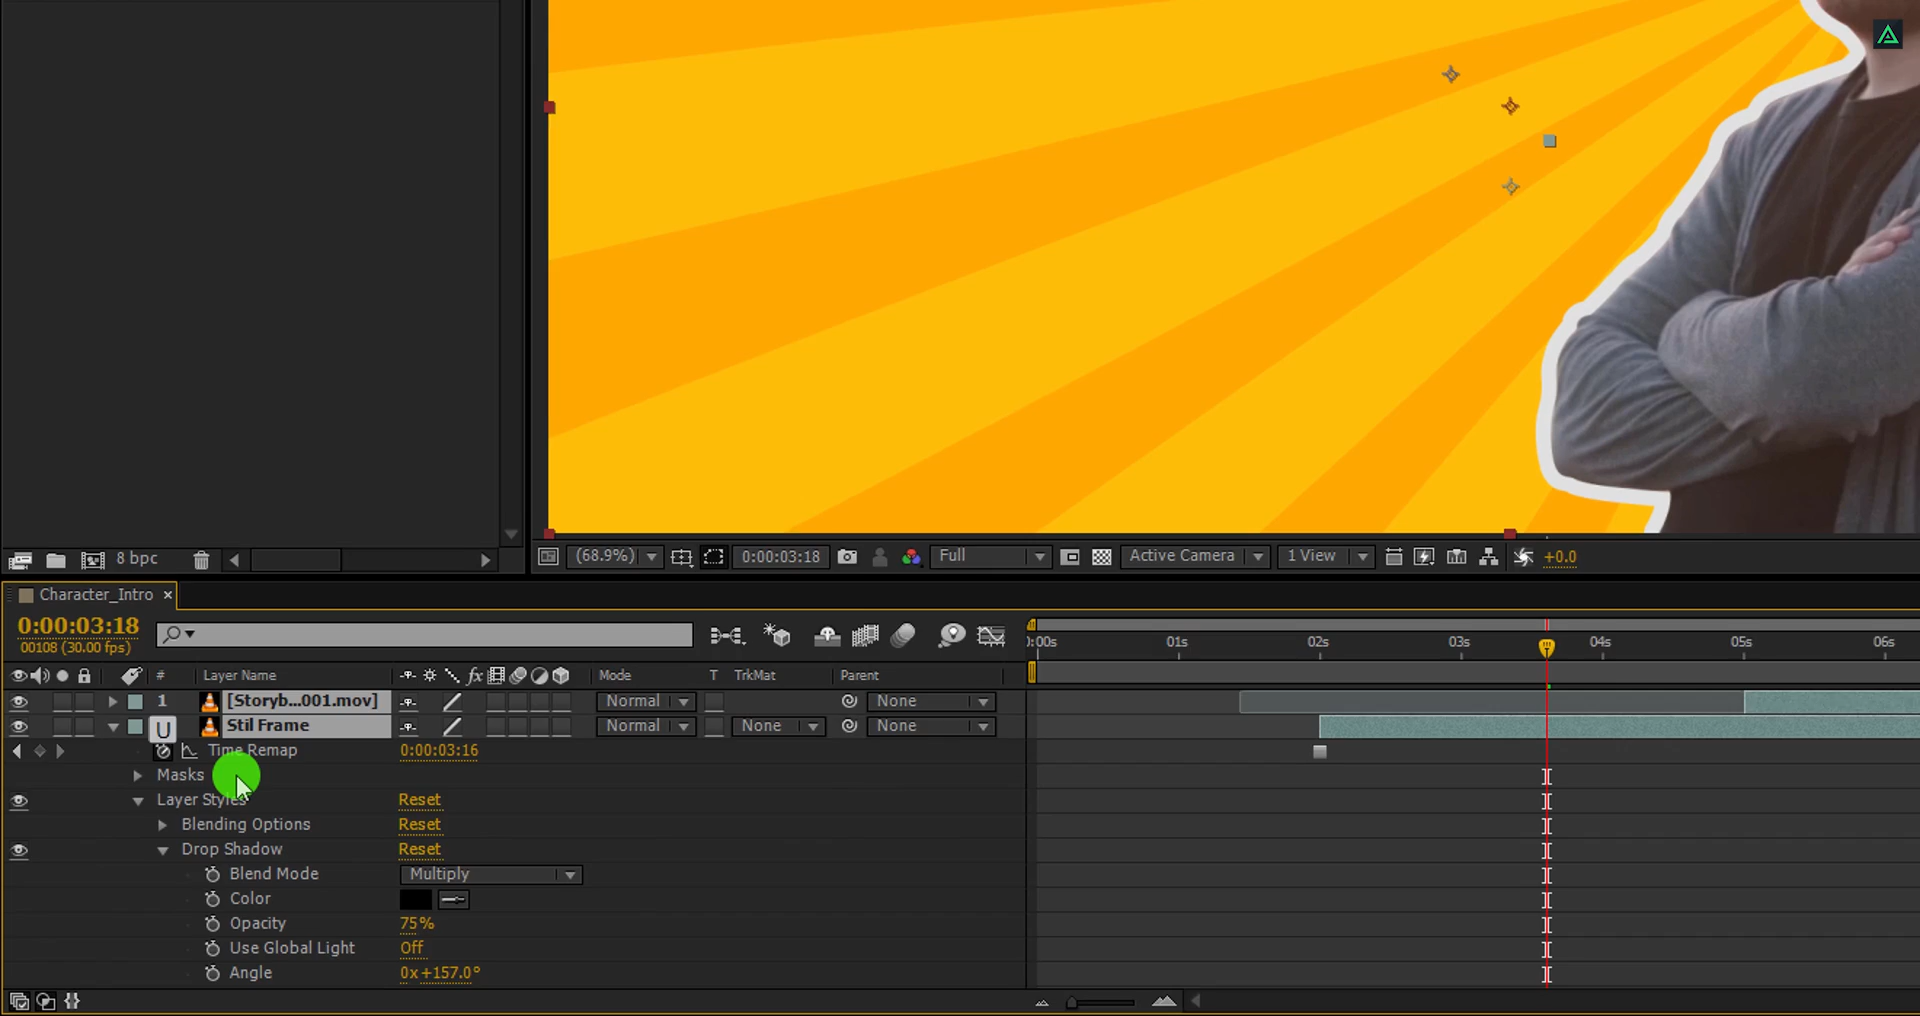 8 bpc
(68.9%)
0:00:03:18
Full
Active Camera
1 View
+0.0
Character_Intro ×
0:00:03:18
00108 (30.00 fps)
0:00s 01s 02s 03s 04s 05s 06s
# Layer Name fx Mode T TrkMat Parent
1 [Storyb...001.mov] Normal None
U Stil Frame Normal None None
Time Remap 0:00:03:16
Masks
Layer Styles Reset
Blending Options Reset
Drop Shadow Reset
Blend Mode Multiply
Color
Opacity 75%
Use Global Light Off
Angle 0x+157.0°